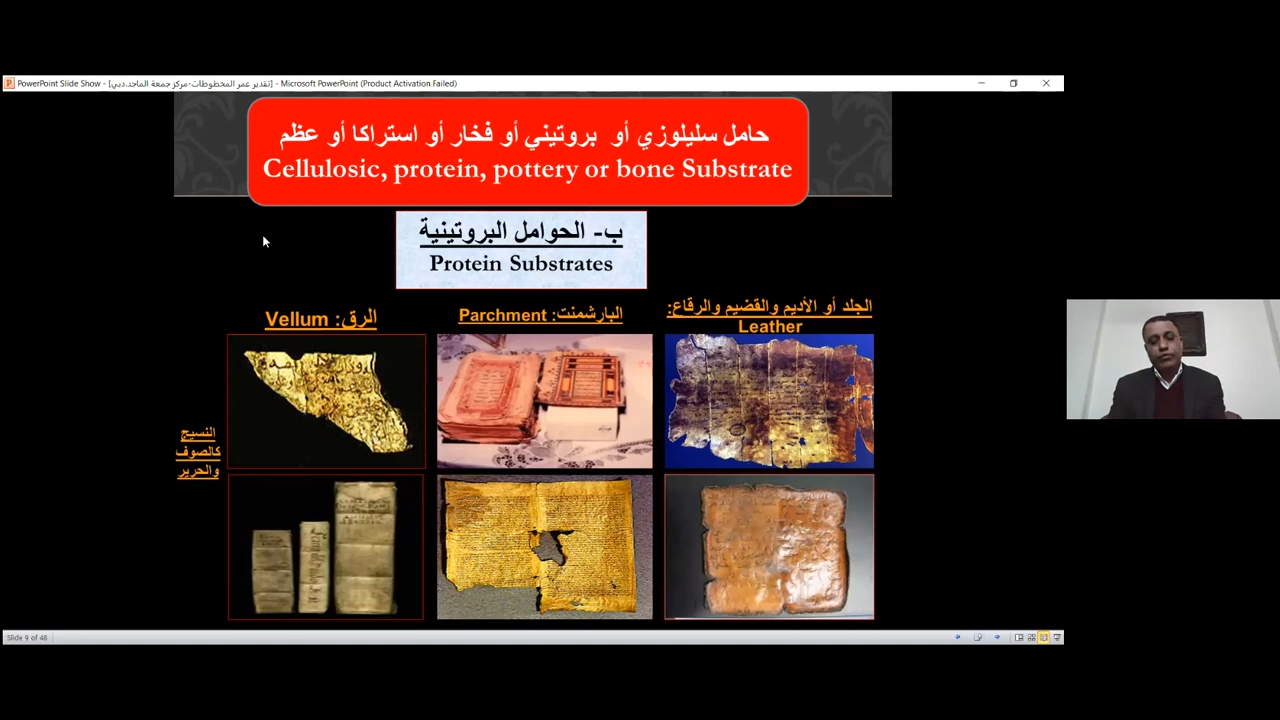 PowerPoint Slide Show - [تقدير عمر المخطوطات-مركز جمعة الماجد.دبي] - Microsoft PowerPoint (Product Activation Failed)
حامل سليلوزي أو بروتيني أو فخار أو استراكا أو عظم
Cellulosic, protein, pottery or bone Substrate
ب- الحوامل البروتينية
Protein Substrates
الجلد أو الأديم والقضيم والرقاع:
Leather
البارشمنت: Parchment
الرق: Vellum
النسيج
كالصوف
والحرير
Slide 9 of 48